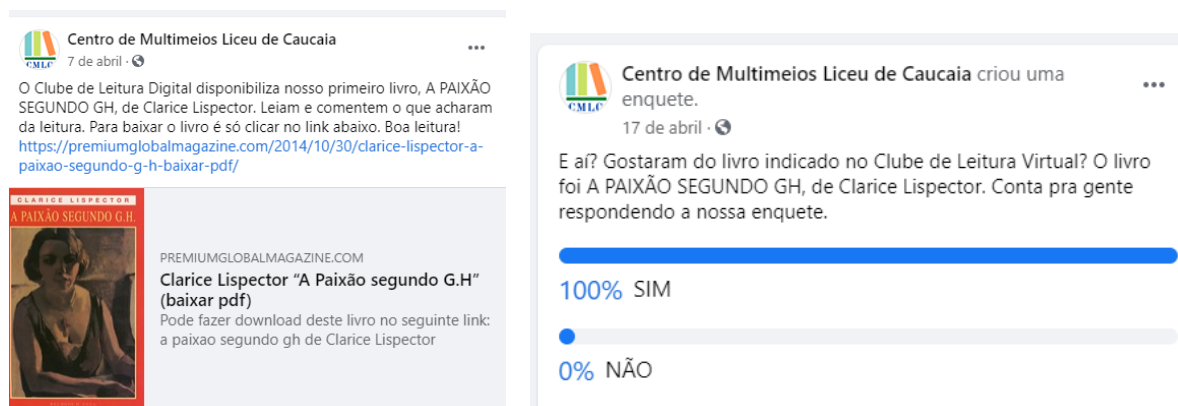 Centro de Multimeios Liceu de Caucaia
7 de abril ·
CMLC
O Clube de Leitura Digital disponibiliza nosso primeiro livro, A PAIXÃO
SEGUNDO GH, de Clarice Lispector. Leiam e comentem o que acharam
da leitura. Para baixar o livro é só clicar no link abaixo. Boa leitura!
https://premiumglobalmagazine.com/2014/10/30/clarice-lispector-a-
paixao-segundo-g-h-baixar-pdf/
CLARICE LISPECTOR
A PAIXÃO SEGUNDO G.H.
PREMIUMGLOBALMAGAZINE.COM
Clarice Lispector “A Paixão segundo G.H”
(baixar pdf)
Pode fazer download deste livro no seguinte link:
a paixao segundo gh de Clarice Lispector
Centro de Multimeios Liceu de Caucaia criou uma
enquete.
CMLC
17 de abril ·
E aí? Gostaram do livro indicado no Clube de Leitura Virtual? O livro
foi A PAIXÃO SEGUNDO GH, de Clarice Lispector. Conta pra gente
respondendo a nossa enquete.
100% SIM
0% NÃO